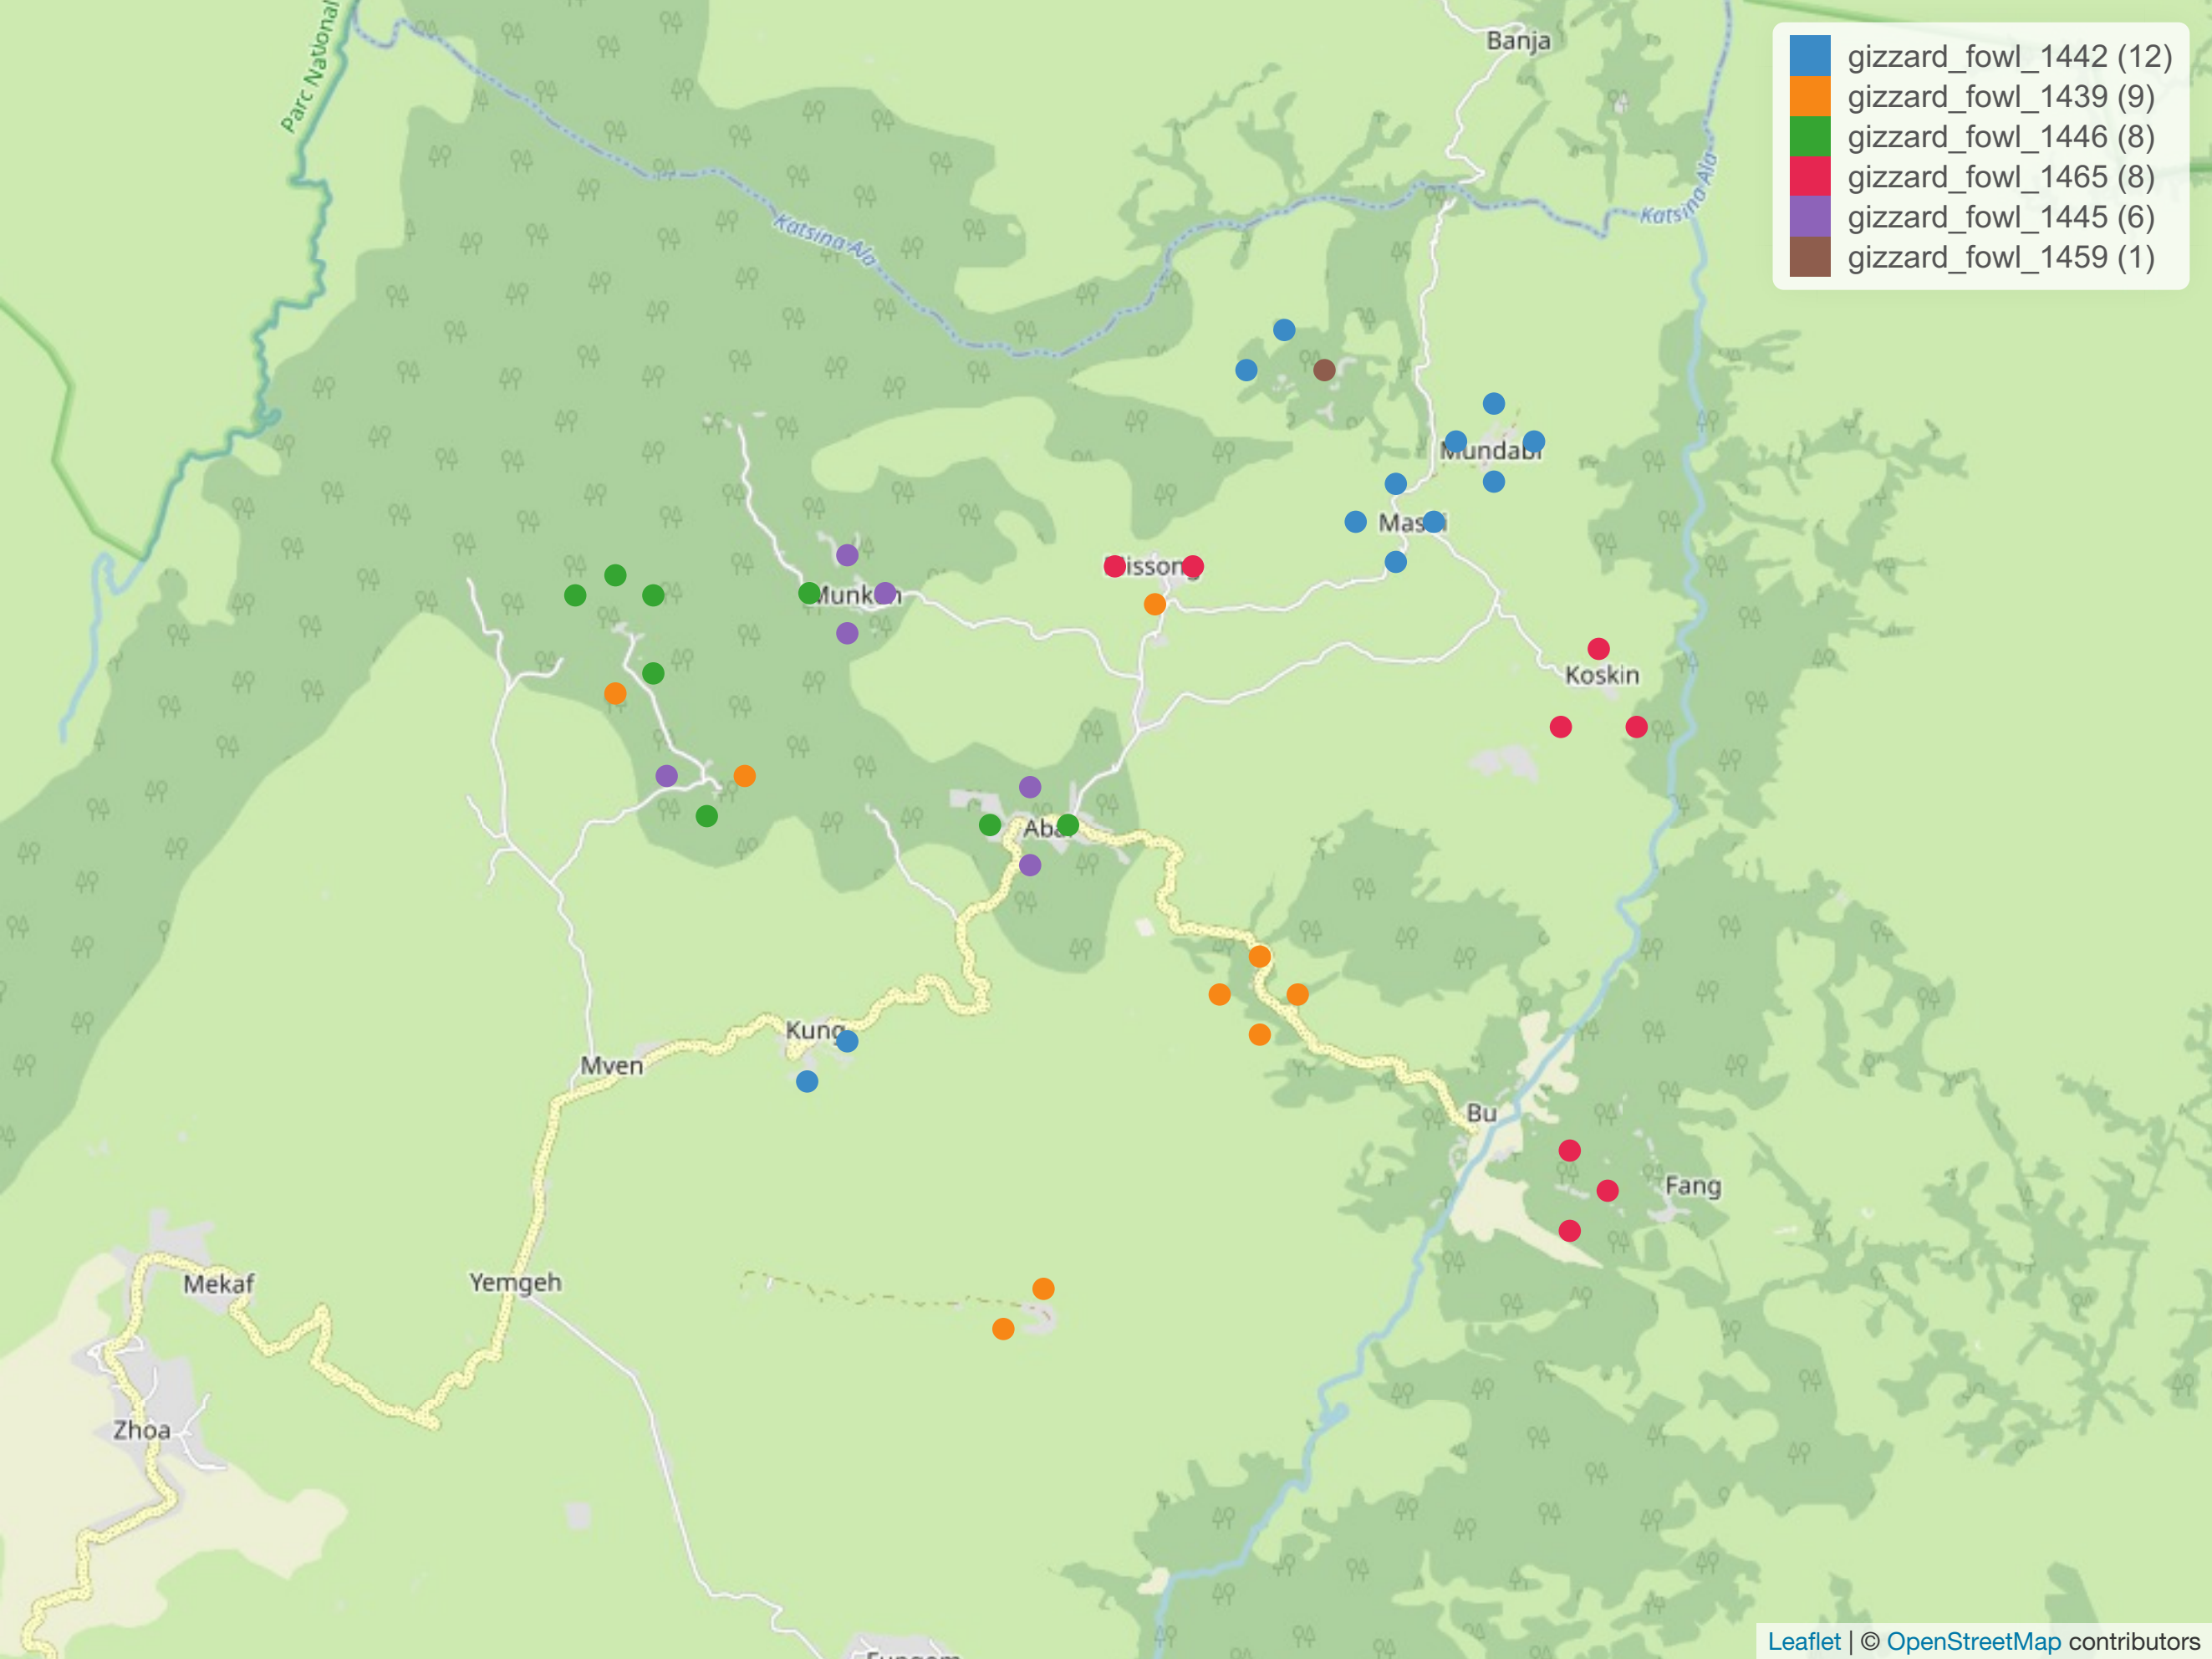 Parc National
Banja
gizzard_fowl_1442 (12)
gizzard_fowl_1439 (9)
gizzard_fowl_1446 (8)
gizzard_fowl_1465 (8)
gizzard_fowl_1445 (6)
gizzard_fowl_1459 (1)
Katsina Ala
Katsina-Ala
Mundabi
Koskin
Kung
Mven
Bu
Fang
Mekaf
Yemgeh
Zhoa
Leaflet | © OpenStreetMap contributors